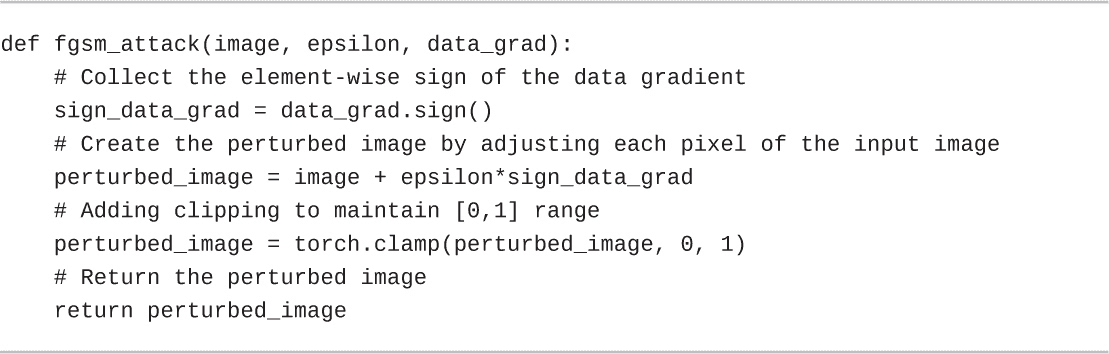 def fgsm_attack(image, epsilon, data_grad):
    # Collect the element-wise sign of the data gradient
    sign_data_grad = data_grad.sign()
    # Create the perturbed image by adjusting each pixel of the input image
    perturbed_image = image + epsilon*sign_data_grad
    # Adding clipping to maintain [0,1] range
    perturbed_image = torch.clamp(perturbed_image, 0, 1)
    # Return the perturbed image
    return perturbed_image